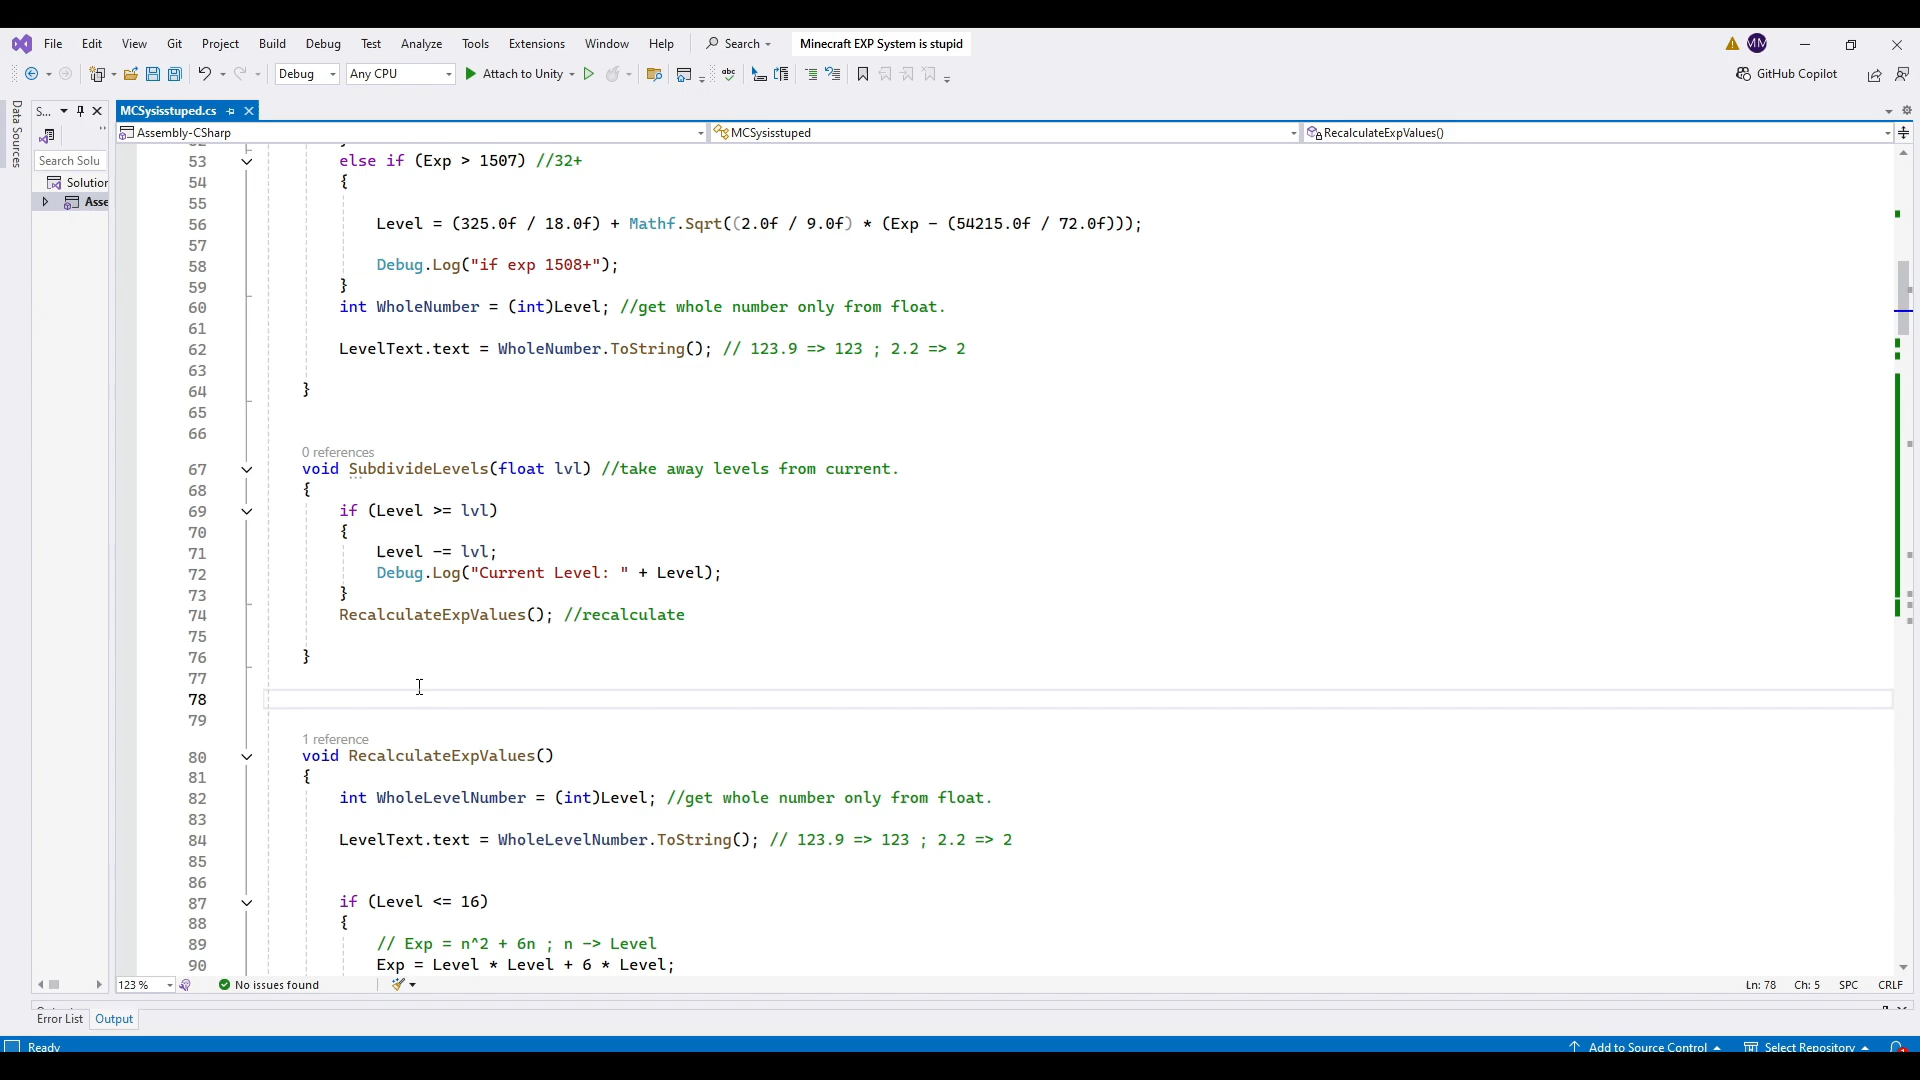 File Edit View Git Project Build Debug Test Analyze Tools Extensions Window Help Search Minecraft EXP System is stupid MM
Debug Any CPU Attach to Unity abc GitHub Copilot
Data Sources
S... MCSysisstuped.cs
Assembly-CSharp MCSysisstuped RecalculateExpValues()
Search Solu
Solution
Asse
53 else if (Exp > 1507) //32+
54 {
55
56 Level = (325.0f / 18.0f) + Mathf.Sqrt((2.0f / 9.0f) * (Exp - (54215.0f / 72.0f)));
57
58 Debug.Log("if exp 1508+");
59 }
60 int WholeNumber = (int)Level; //get whole number only from float.
61
62 LevelText.text = WholeNumber.ToString(); // 123.9 => 123 ; 2.2 => 2
63
64 }
65
66
0 references
67 void SubdivideLevels(float lvl) //take away levels from current.
68 {
69 if (Level >= lvl)
70 {
71 Level -= lvl;
72 Debug.Log("Current Level: " + Level);
73 }
74 RecalculateExpValues(); //recalculate
75
76 }
77
78
79
1 reference
80 void RecalculateExpValues()
81 {
82 int WholeLevelNumber = (int)Level; //get whole number only from float.
83
84 LevelText.text = WholeLevelNumber.ToString(); // 123.9 => 123 ; 2.2 => 2
85
86
87 if (Level <= 16)
88 {
89 // Exp = n^2 + 6n ; n -> Level
90 Exp = Level * Level + 6 * Level;
123 % No issues found Ln: 78 Ch: 5 SPC CRLF
Error List Output
Ready Add to Source Control Select Repository